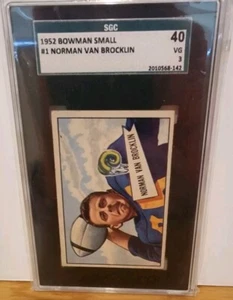 SGC
1952 BOWMAN SMALL
#1 NORMAN VAN BROCKLIN
40
VG
3
2010568-142
NORMAN VAN BROCKLIN